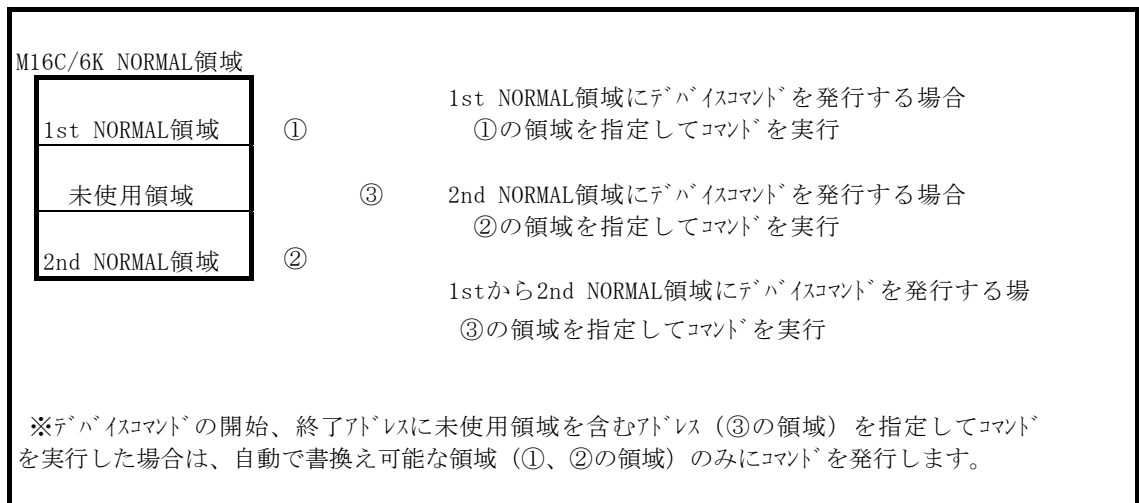 M16C/6K NORMAL領域
1st NORMAL領域
①
未使用領域
③
2nd NORMAL領域
②
1st NORMAL領域にﾃﾞﾊﾞｲｽｺﾏﾝﾄﾞを発行する場合
①の領域を指定してｺﾏﾝﾄﾞを実行
2nd NORMAL領域にﾃﾞﾊﾞｲｽｺﾏﾝﾄﾞを発行する場合
②の領域を指定してｺﾏﾝﾄﾞを実行
1stから2nd NORMAL領域にﾃﾞﾊﾞｲｽｺﾏﾝﾄﾞを発行する場
③の領域を指定してｺﾏﾝﾄﾞを実行
※ﾃﾞﾊﾞｲｽｺﾏﾝﾄﾞの開始、終了ｱﾄﾞﾚｽに未使用領域を含むｱﾄﾞﾚｽ（③の領域）を指定してｺﾏﾝﾄﾞ
を実行した場合は、自動で書換え可能な領域（①、②の領域）のみにｺﾏﾝﾄﾞを発行します。